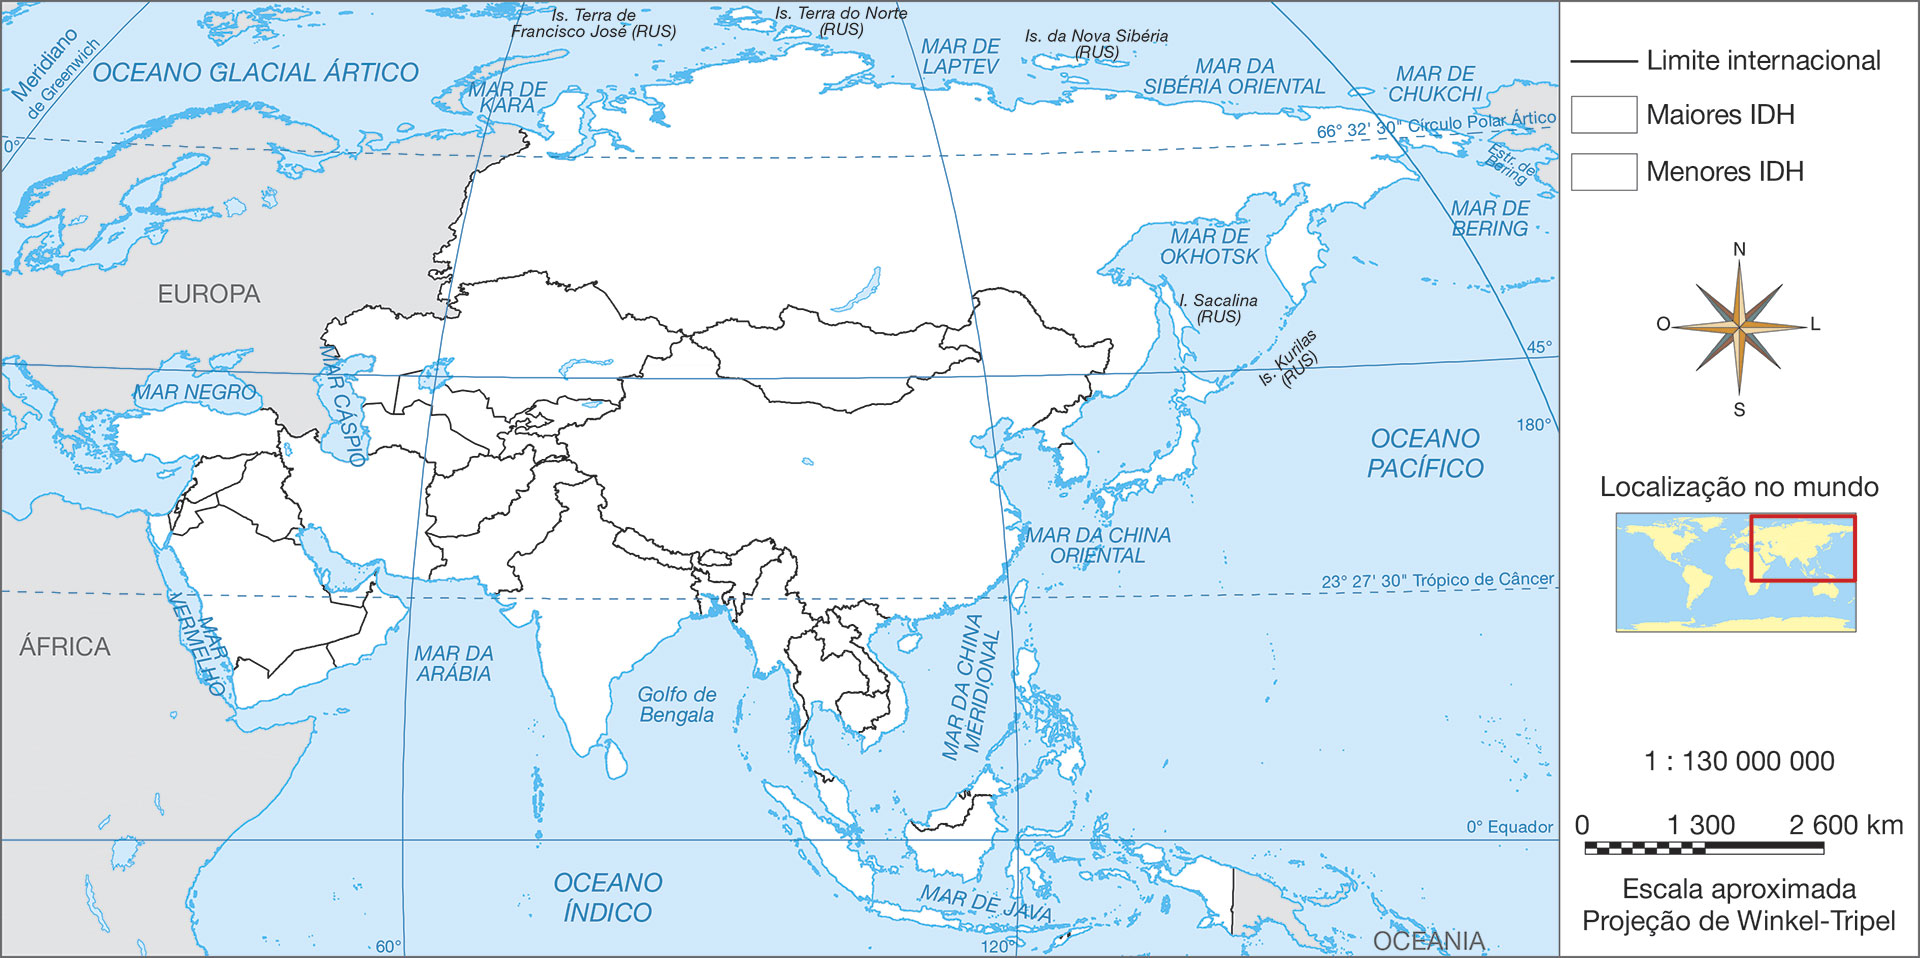 Is. Terra de
Francisco José (RUS)
Is. Terra do Norte
(RUS)
Is. da Nova Sibéria
(RUS)
Meridiano
de Greenwich
OCEANO GLACIAL ÁRTICO
MAR DE
KARA
MAR DE
LAPTEV
MAR DA
SIBÉRIA ORIENTAL
MAR DE
CHUKCHI
66° 32' 30" Círculo Polar Ártico
0°
Estr. de
Bering
MAR DE
BERING
MAR DE
OKHOTSK
EUROPA
I. Sacalina
(RUS)
Is. Kurilas
(RUS)
45°
MAR NEGRO
MAR CÁSPIO
180°
OCEANO
PACÍFICO
MAR DA CHINA
ORIENTAL
23° 27' 30" Trópico de Câncer
ÁFRICA
MAR
VERMELHO
MAR DA
ARÁBIA
Golfo de
Bengala
MAR DA CHINA
MERIDIONAL
0° Equador
OCEANO
ÍNDICO
MAR DE JAVA
OCEANIA
60°
120°
Limite internacional
Maiores IDH
Menores IDH
N
O
L
S
Localização no mundo
1 : 130 000 000
0 1 300 2 600 km
Escala aproximada
Projeção de Winkel-Tripel